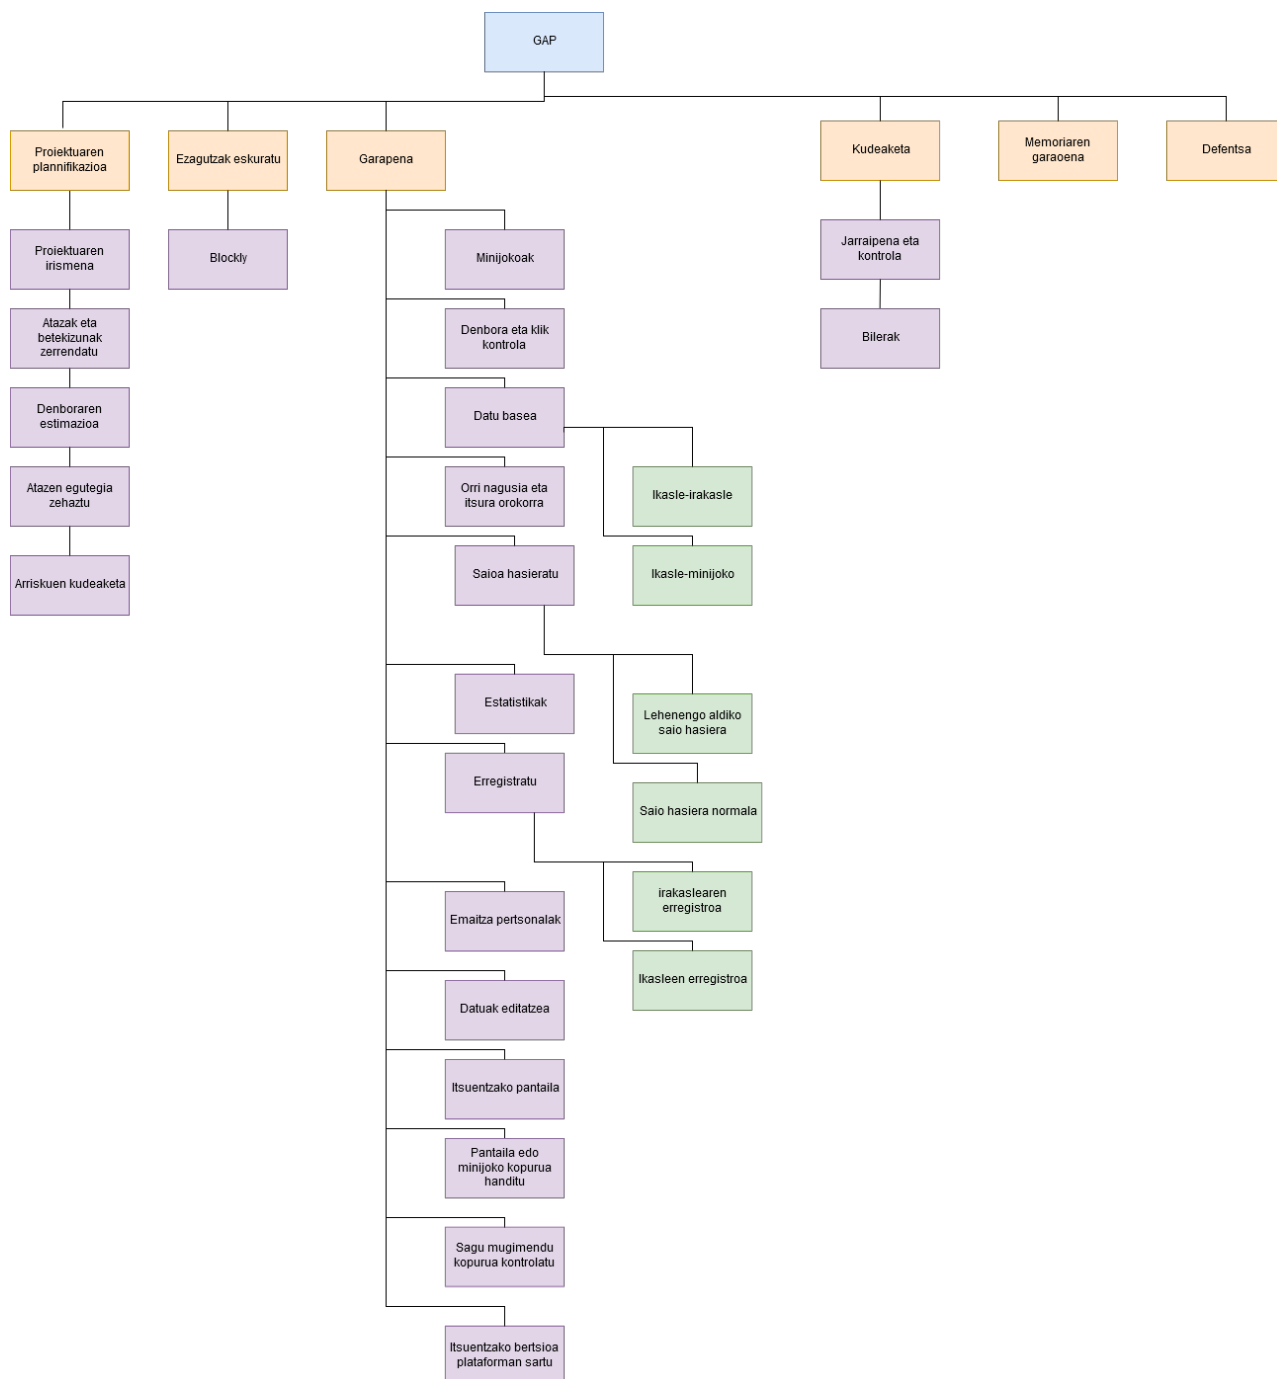 GAP
Proiektuaren
plannifikazioa
Ezagutzak eskuratu
Garapena
Kudeaketa
Memoriaren
garaoena
Defentsa
Proiektuaren
irismena
Atazak eta
betekizunak
zerrendatu
Denboraren
estimazioa
Atazen egutegia
zehaztu
Arriskuen kudeaketa
Blockly
Minijokoak
Denbora eta klik
kontrola
Datu basea
Ikasle-irakasle
Ikasle-minijoko
Orri nagusia eta
itsura orokorra
Saioa hasieratu
Lehenengo aldiko
saio hasiera
Saio hasiera normala
Estatistikak
Erregistratu
irakaslearen
erregistroa
Ikasleen erregistroa
Emaitza pertsonalak
Datuak editatzea
Itsuentzako pantaila
Pantaila edo
minijoko kopurua
handitu
Sagu mugimendu
kopurua kontrolatu
Itsuentzako bertsioa
plataforman sartu
Jarraipena eta
kontrola
Bilerak